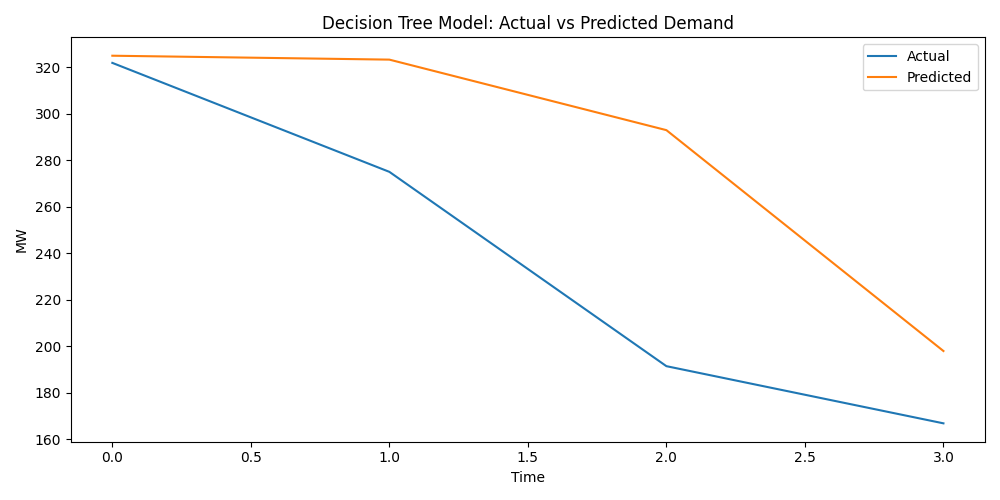 Decision Tree Model: Actual vs Predicted Demand
Actual
Predicted
MW
320
300
280
260
240
220
200
180
160
0.0 0.5 1.0 1.5 2.0 2.5 3.0
Time